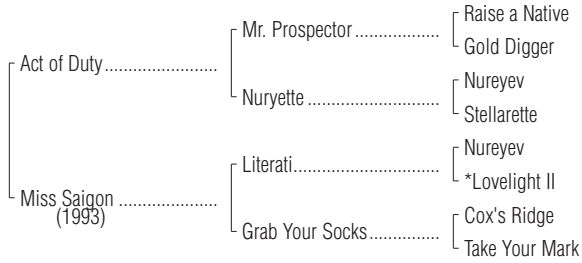 Raise a Native
Mr. Prospector ....................
Gold Digger
Act of Duty ...........................
Nureyev
Nuryette ...............................
Stellarette
Nureyev
Literati ..................................
*Lovelight II
Miss Saigon .......................
(1993)
Cox's Ridge
Grab Your Socks .................
Take Your Mark